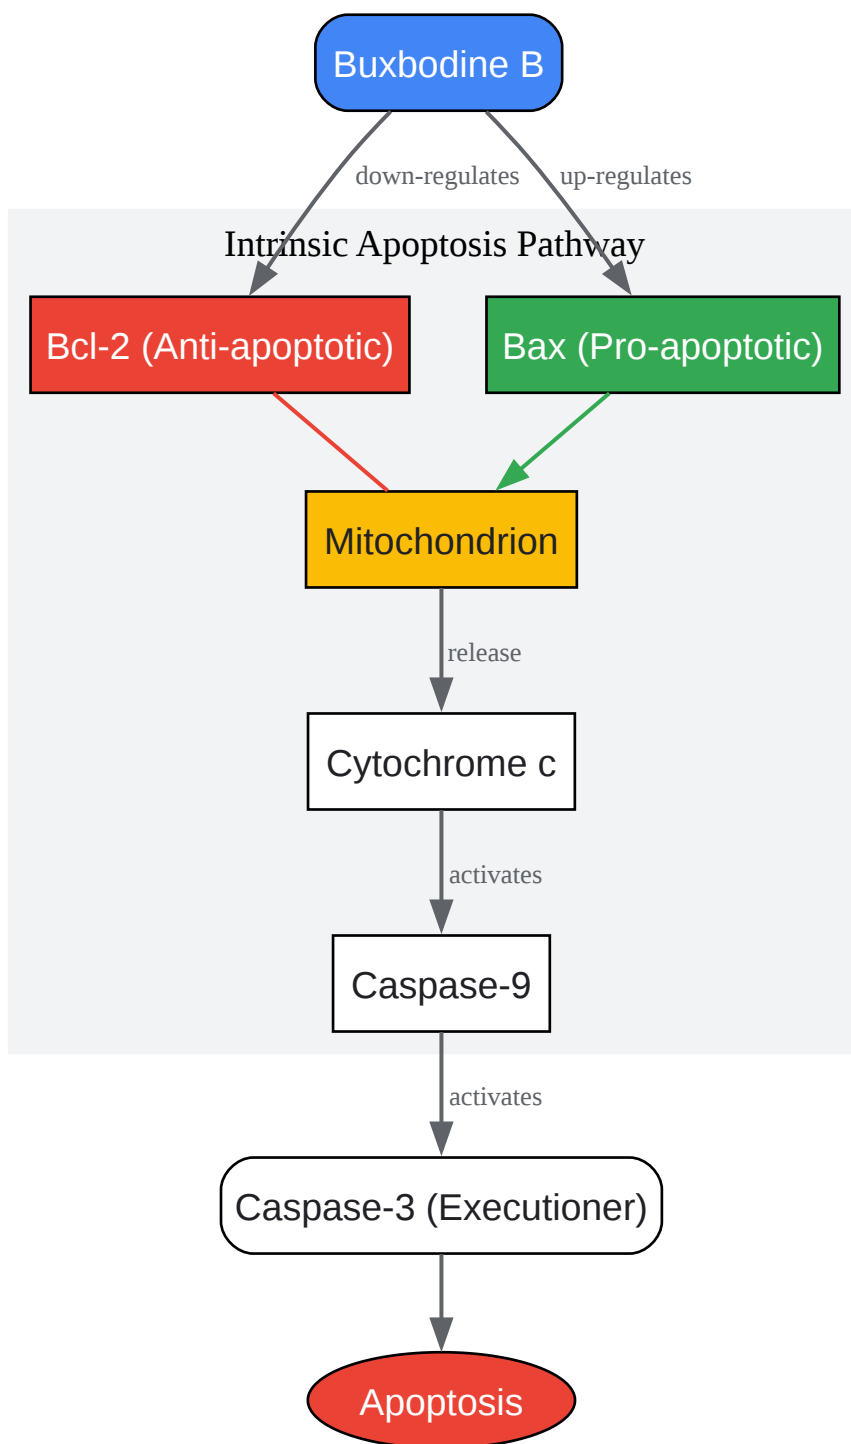 Buxbodine B
down-regulates
up-regulates
Intrinsic Apoptosis Pathway
Bcl-2 (Anti-apoptotic)
Bax (Pro-apoptotic)
Mitochondrion
release
Cytochrome c
activates
Caspase-9
activates
Caspase-3 (Executioner)
Apoptosis